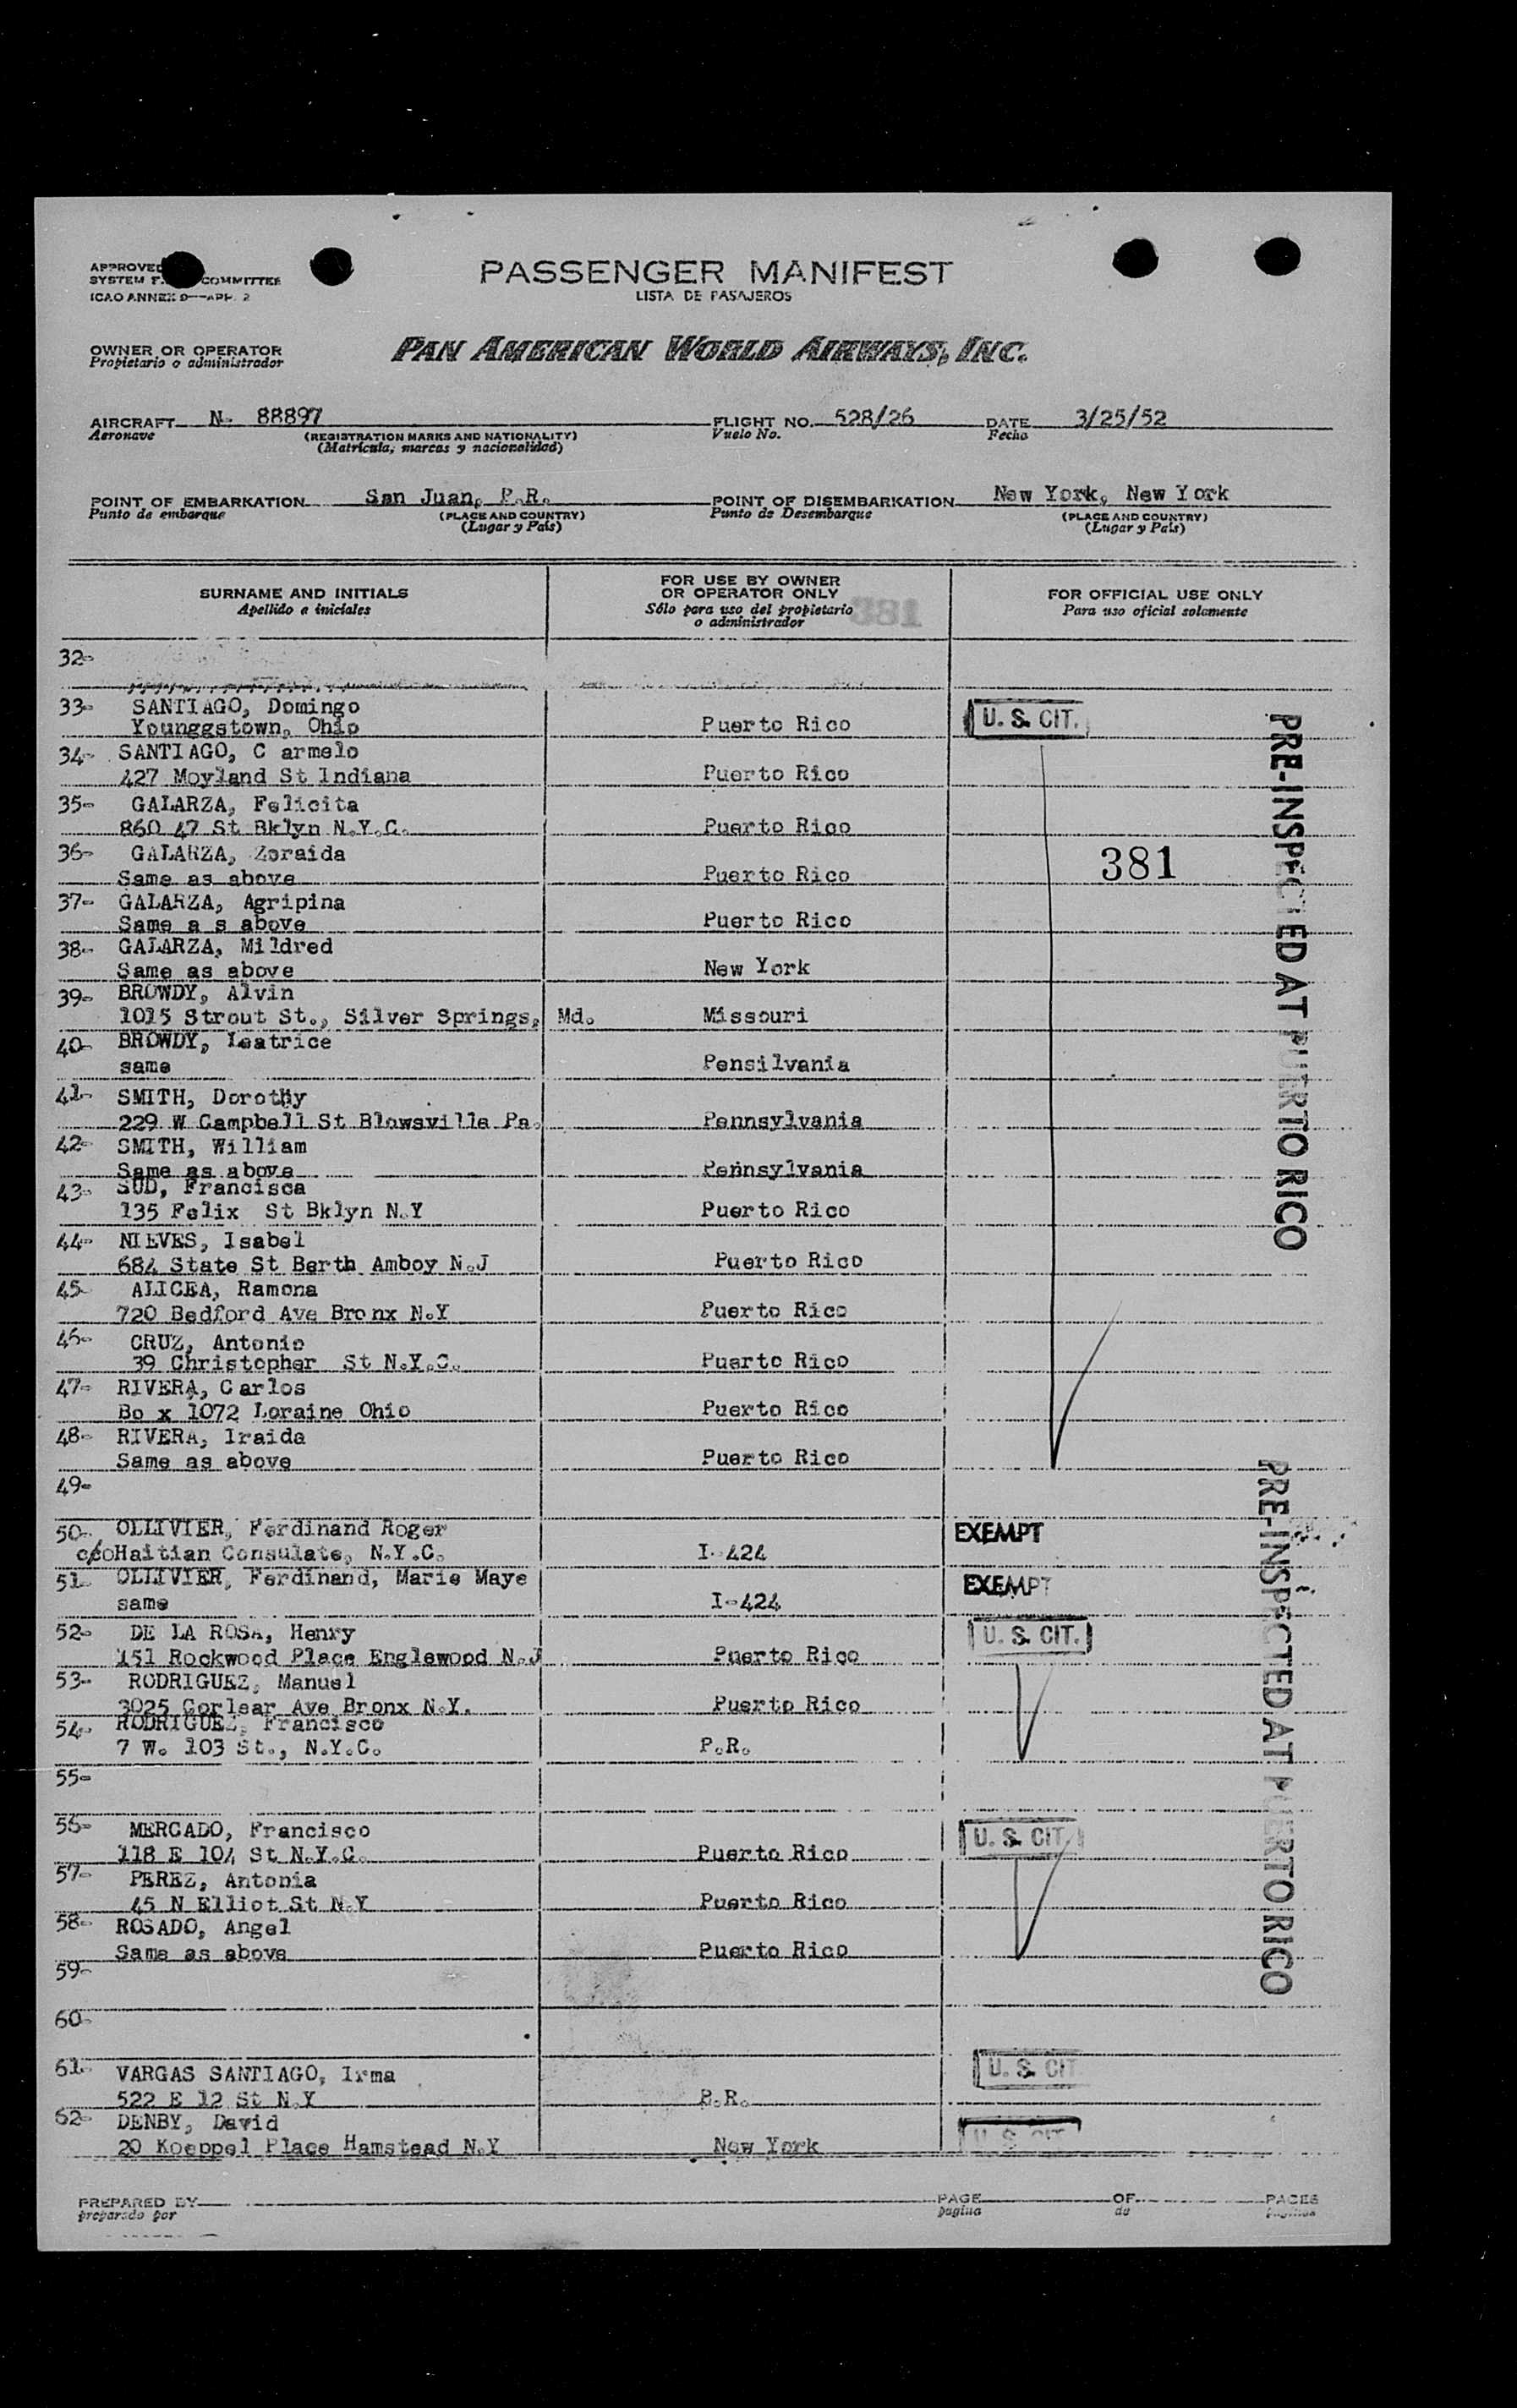 APPROVED
SYSTEM F. COMMITTEE
ICAO ANNEX 9—APP. 2
PASSENGER MANIFEST
LISTA DE PASAJEROS
OWNER OR OPERATOR
Propietario o administrador
PAN AMERICAN WORLD AIRWAYS, INC.
AIRCRAFT N- 88897 FLIGHT NO. 528/26 DATE 3/25/52
Aeronave (REGISTRATION MARKS AND NATIONALITY) Vuelo No. Fecha
(Matrícula, marcas y nacionalidad)
POINT OF EMBARKATION San Juan, P.R. POINT OF DISEMBARKATION New York, New York
Punto de embarque (PLACE AND COUNTRY) Punto de Desembarque (PLACE AND COUNTRY)
(Lugar y País) (Lugar y País)
SURNAME AND INITIALS FOR USE BY OWNER OR OPERATOR ONLY FOR OFFICIAL USE ONLY
Apellido e iniciales Sólo para uso del propietario o administrador Para uso oficial solamente
381
32-
33- SANTIAGO, Domingo
Younggstown, Ohio Puerto Rico U. S. CIT.
34- SANTIAGO, C armelo
427 Moyland St Indiana Puerto Rico
35- GALARZA, Felicita
860 47 St Bklyn N.Y.C. Puerto Rico
36- GALARZA, Zoraida 381
Same as above Puerto Rico
37- GALARZA, Agripina
Same a s above Puerto Rico
38- GALARZA, Mildred
Same as above New York
39- BROWDY, Alvin
1015 Strout St., Silver Springs, Md. Missouri
40- BROWDY, Leatrice
same Pensilvania
41- SMITH, Dorothy
229 W Campbell St Blawsville Pa. Pennsylvania
42- SMITH, William
Same as above Pennsylvania
43- SUD, Francisca
135 Felix St Bklyn N.Y Puerto Rico
44- NIEVES, Isabel
684 State St Berth Amboy N.J Puerto Rico
45- ALICEA, Ramona
720 Bedford Ave Bronx N.Y Puerto Rico
46- CRUZ, Antonio
39 Christopher St N.Y.C. Puerto Rico
47- RIVERA, Carlos
Bo x 1072 Loraine Ohio Puerto Rico
48- RIVERA, Iraida
Same as above Puerto Rico
49-
50- OLLIVIER, Ferdinand Roger EXEMPT
c/o Haitian Consulate, N.Y.C. I-424
51- OLLIVIER, Ferdinand, Marie Maye EXEMPT
same I-424
52- DE LA ROSA, Henry U. S. CIT.
151 Rockwood Place Englewood N.J Puerto Rico
53- RODRIGUEZ, Manuel
3025 Corlear Ave Bronx N.Y. Puerto Rico
54- RODRIGUEZ, Francisco
7 W. 103 St., N.Y.C. P.R.
55-
56- MERCADO, Francisco U. S. CIT.
118 E 104 St N.Y.C. Puerto Rico
57- PEREZ, Antonia
45 N Elliot St N.Y Puerto Rico
58- ROSADO, Angel
Same as above Puerto Rico
59-
60-
61- VARGAS SANTIAGO, Irma U. S. CIT
522 E 12 St N.Y P.R.
62- DENBY, David
20 Koeppel Place Hamstead N.Y New York U. S. CIT
PRE-INSPECTED AT PUERTO RICO
PRE-INSPECTED AT PUERTO RICO
PREPARED BY PAGE OF PAGES
preparado por pagina de paginas